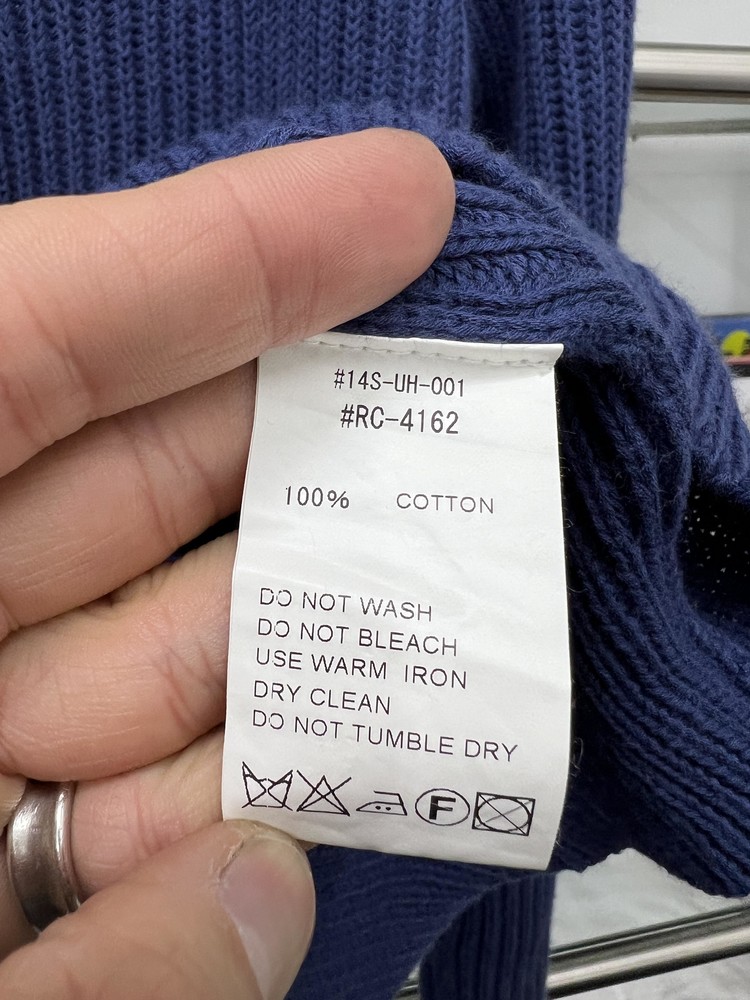 #14S-UH-001
#RC-4162
100% COTTON
DO NOT WASH
DO NOT BLEACH
USE WARM IRON
DRY CLEAN
DO NOT TUMBLE DRY
F